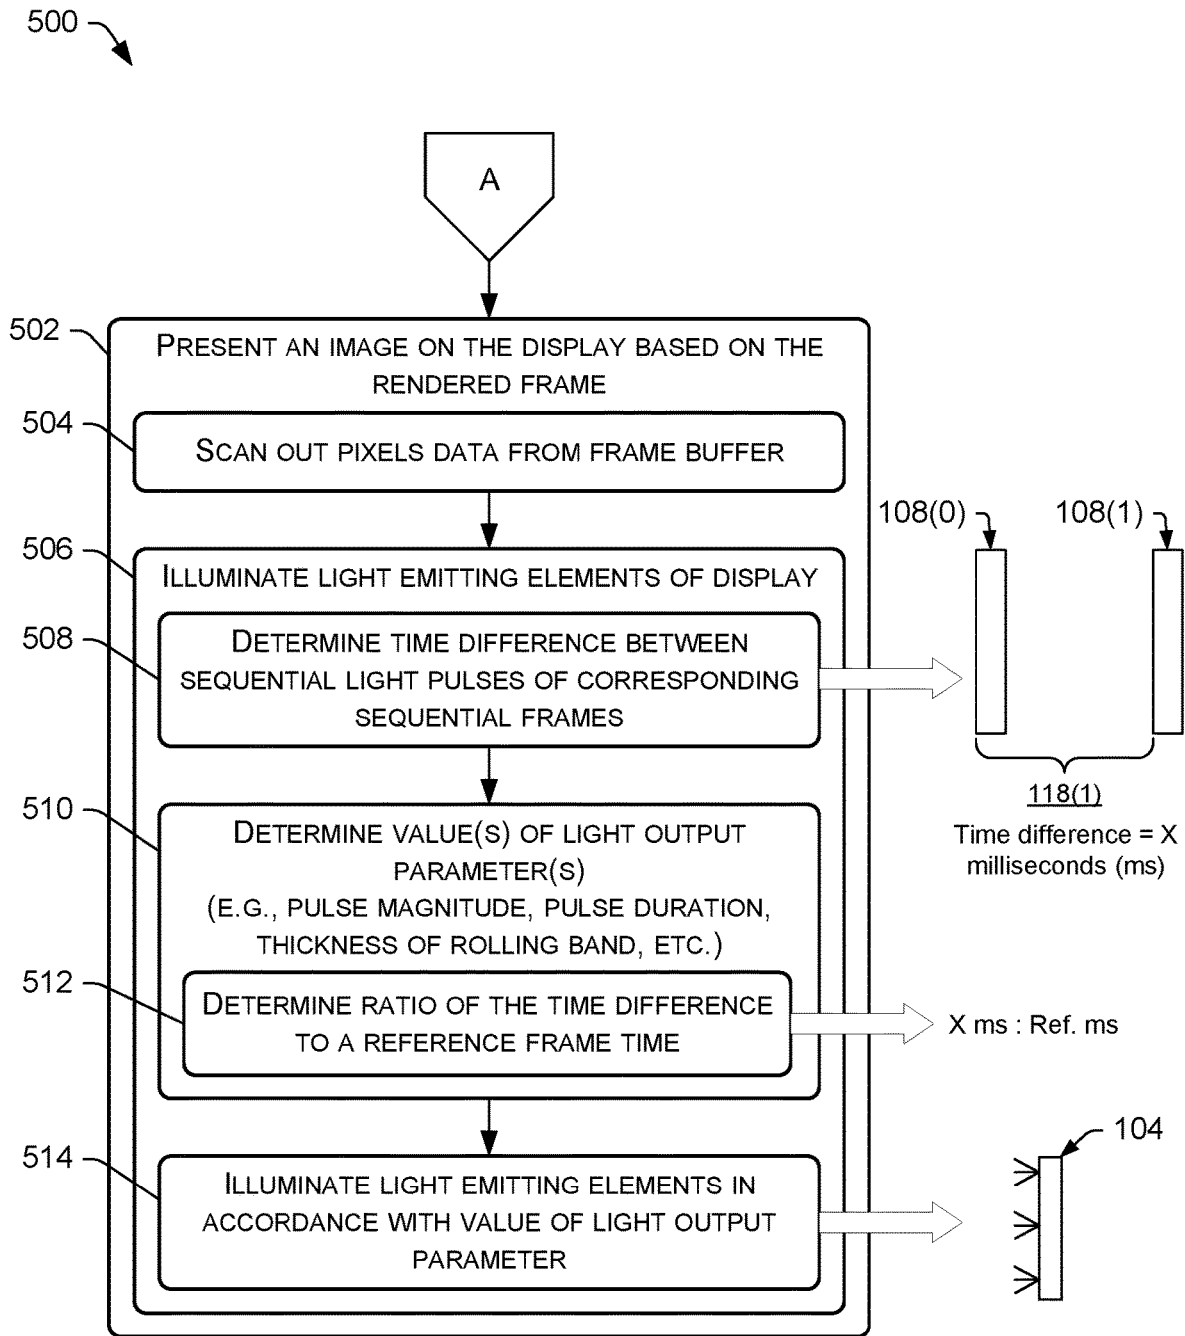 500
A
502
PRESENT AN IMAGE ON THE DISPLAY BASED ON THE
RENDERED FRAME
504
SCAN OUT PIXELS DATA FROM FRAME BUFFER
108(0)
108(1)
506
ILLUMINATE LIGHT EMITTING ELEMENTS OF DISPLAY
508
DETERMINE TIME DIFFERENCE BETWEEN
SEQUENTIAL LIGHT PULSES OF CORRESPONDING
SEQUENTIAL FRAMES
118(1)
Time difference = X
milliseconds (ms)
510
DETERMINE VALUE(S) OF LIGHT OUTPUT
PARAMETER(S)
(E.G., PULSE MAGNITUDE, PULSE DURATION,
THICKNESS OF ROLLING BAND, ETC.)
512
DETERMINE RATIO OF THE TIME DIFFERENCE
TO A REFERENCE FRAME TIME
X ms : Ref. ms
514
ILLUMINATE LIGHT EMITTING ELEMENTS IN
ACCORDANCE WITH VALUE OF LIGHT OUTPUT
PARAMETER
104